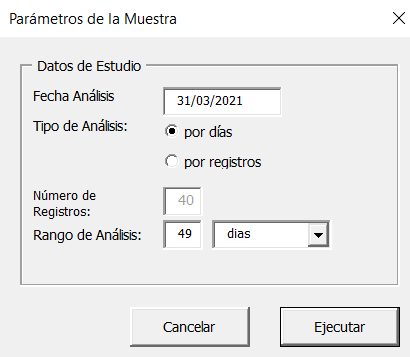 Parámetros de la Muestra
Datos de Estudio
Fecha Análisis 31/03/2021
Tipo de Análisis: por días
por registros
Número de
Registros: 40
Rango de Análisis: 49 dias
Cancelar Ejecutar